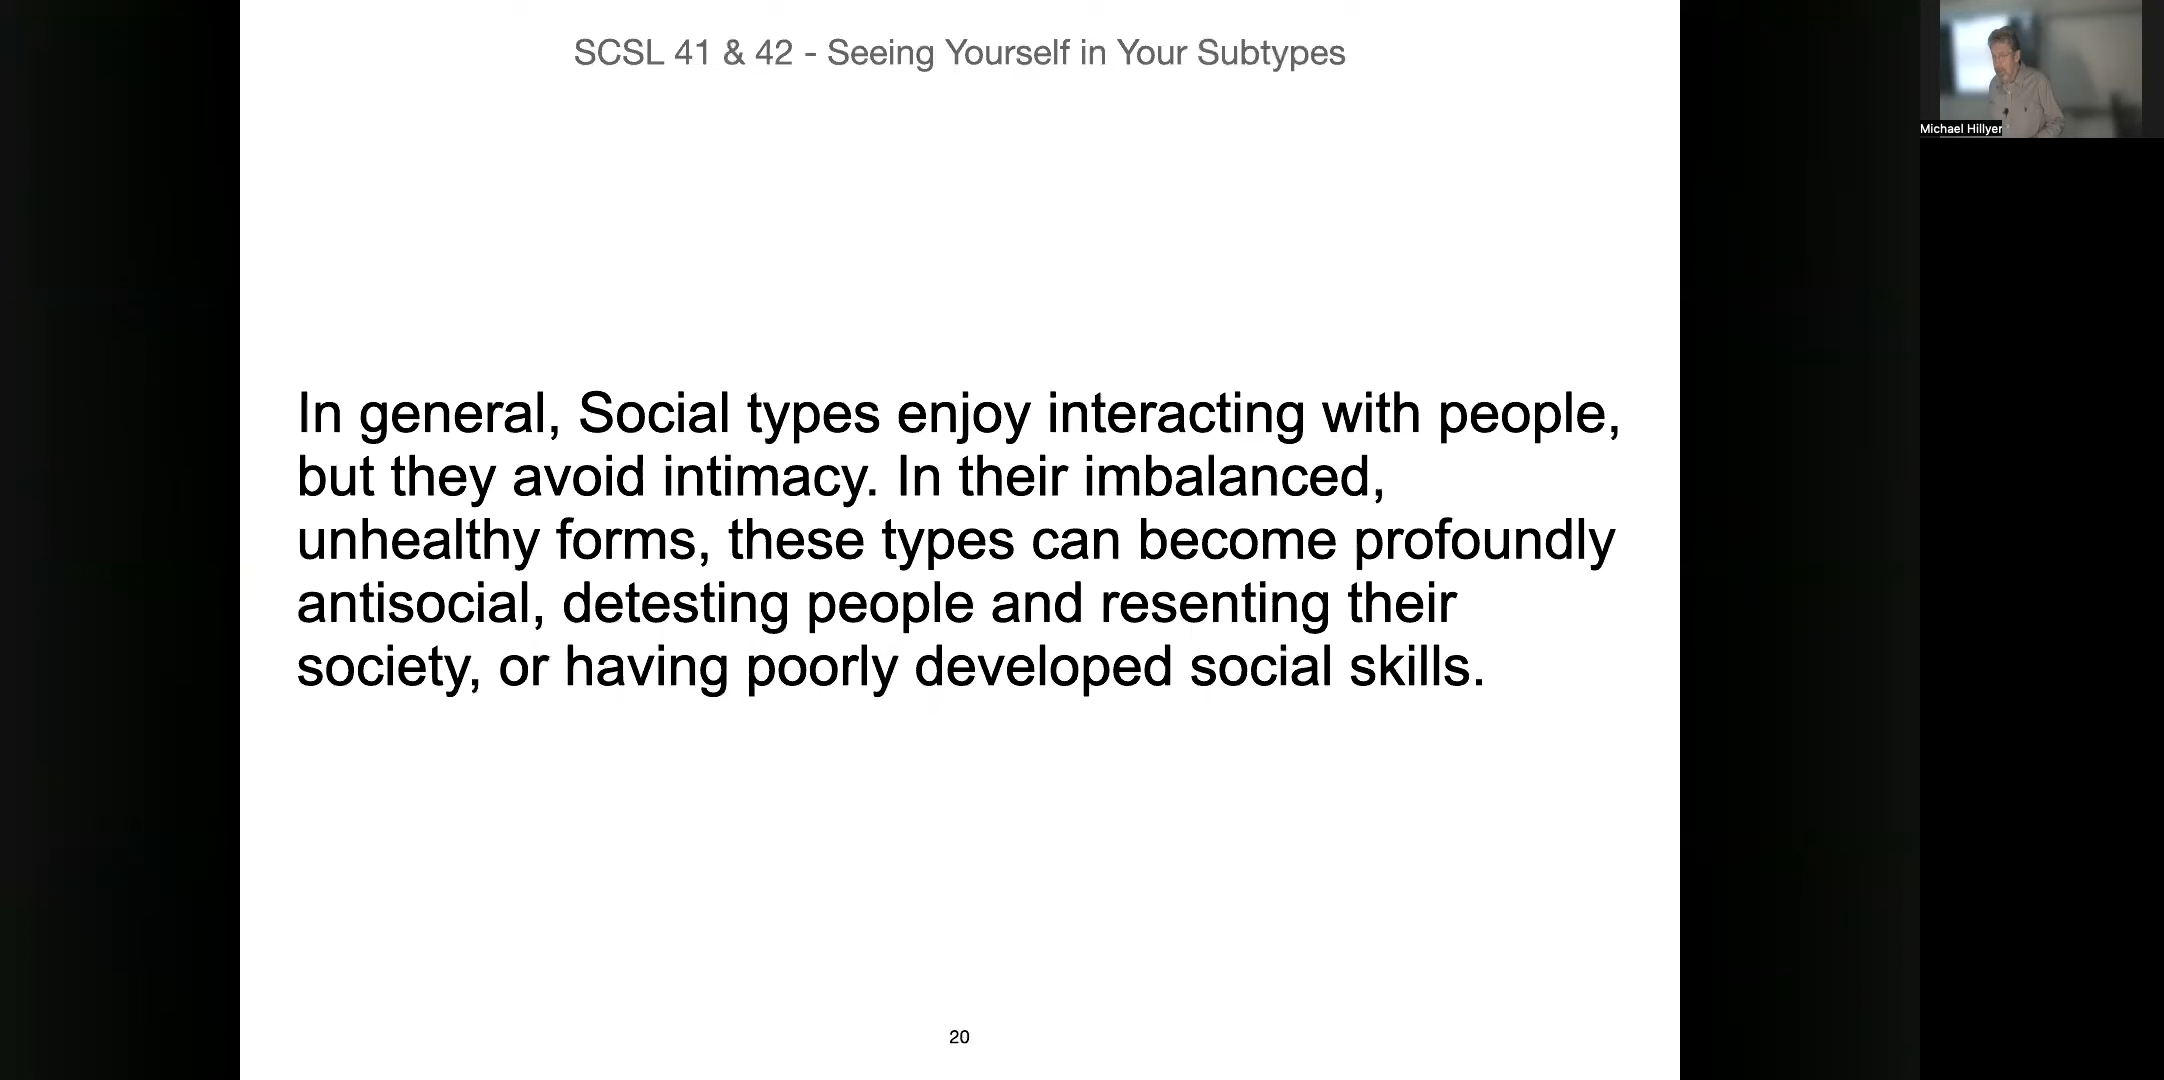 SCSL 41 & 42 - Seeing Yourself in Your Subtypes
Michael Hillyer
In general, Social types enjoy interacting with people,
but they avoid intimacy. In their imbalanced,
unhealthy forms, these types can become profoundly
antisocial, detesting people and resenting their
society, or having poorly developed social skills.
20